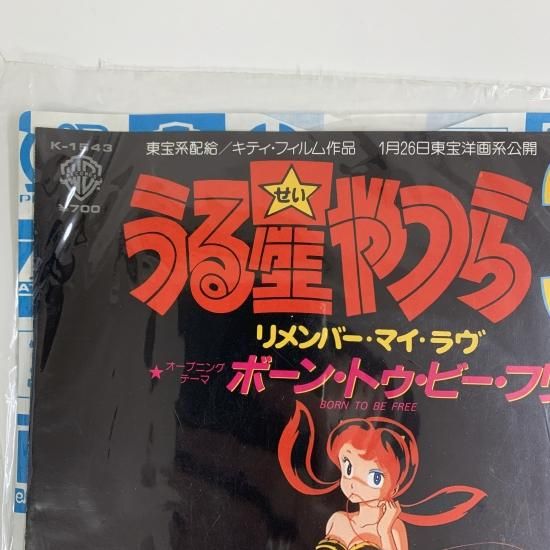 K-1543
東宝系配給/キティ・フィルム作品 1月26日東宝洋画系公開
¥700
うる星やつら
せい
リメンバー・マイ・ラヴ
★オープニングテーマ
ボーン・トゥ・ビー・フリ
BORN TO BE FREE